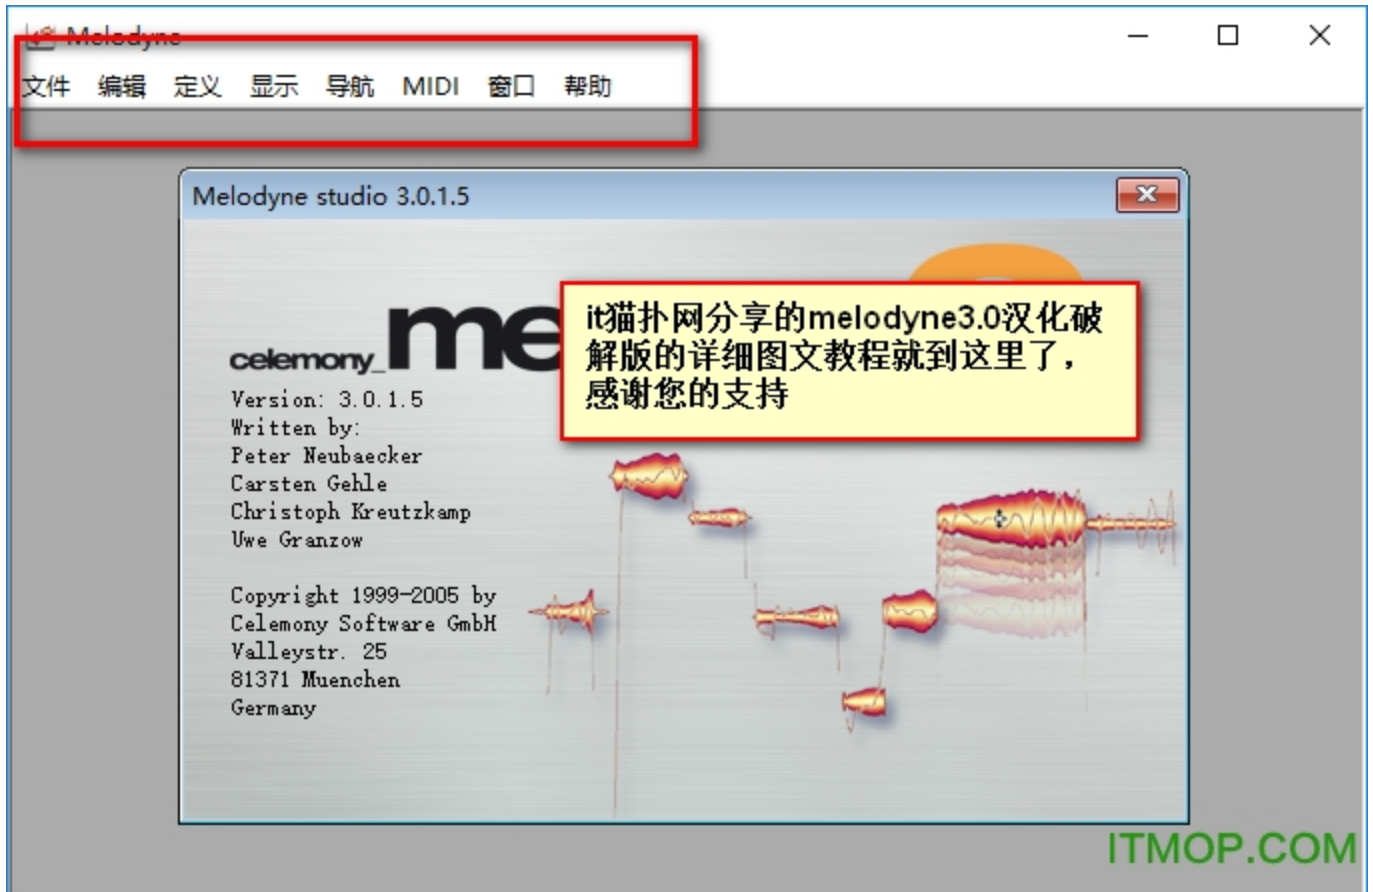 Melodyne
文件 编辑 定义 显示 导航 MIDI 窗口 帮助
Melodyne studio 3.0.1.5
celemony_me
it猫扑网分享的melodyne3.0汉化破
解版的详细图文教程就到这里了，
感谢您的支持
Version: 3.0.1.5
Written by:
Peter Neubaecker
Carsten Gehle
Christoph Kreutzkamp
Uwe Granzow
Copyright 1999-2005 by
Celemony Software GmbH
Valleystr. 25
81371 Muenchen
Germany
ITMOP.COM